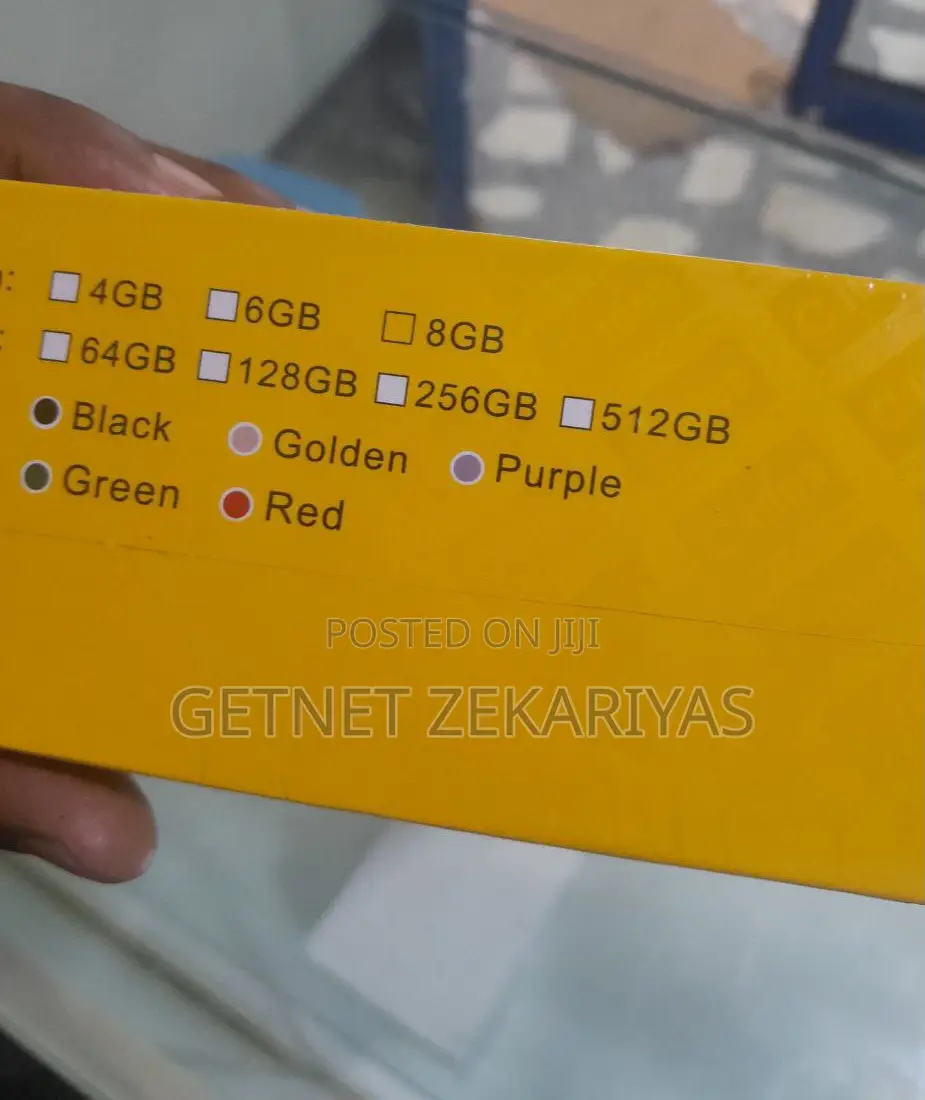 : 4GB 6GB 8GB
: 64GB 128GB 256GB 512GB
Black Golden Purple
Green Red
POSTED ON JIJI
GETNET ZEKARIYAS